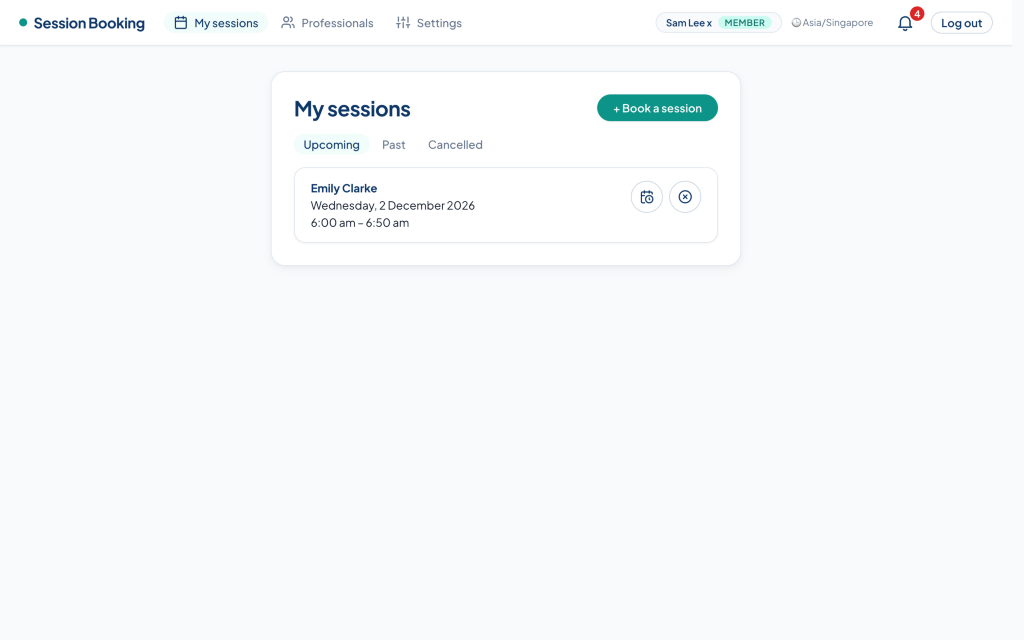 Session Booking
My sessions
Professionals
Settings
Sam Lee x MEMBER
Asia/Singapore
4
Log out
My sessions
+ Book a session
Upcoming
Past
Cancelled
Emily Clarke
Wednesday, 2 December 2026
6:00 am – 6:50 am